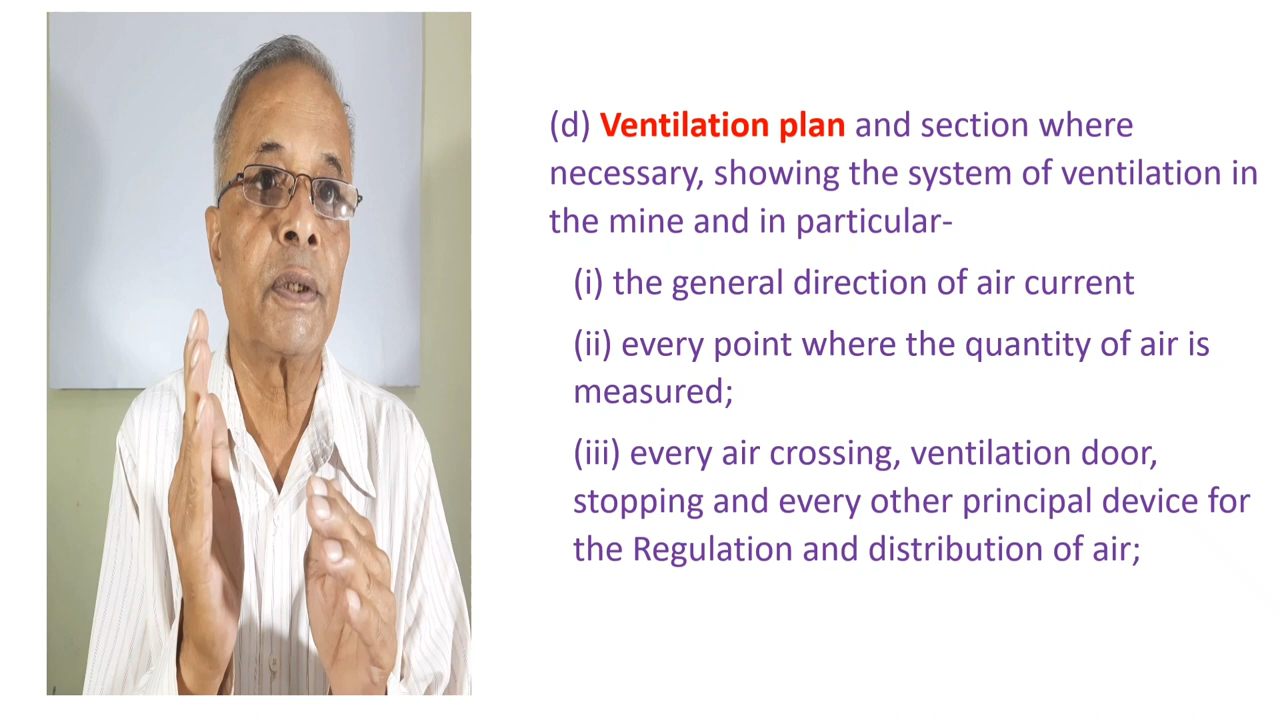 (d) Ventilation plan and section where
necessary, showing the system of ventilation in
the mine and in particular-
(i) the general direction of air current
(ii) every point where the quantity of air is
measured;
(iii) every air crossing, ventilation door,
stopping and every other principal device for
the Regulation and distribution of air;